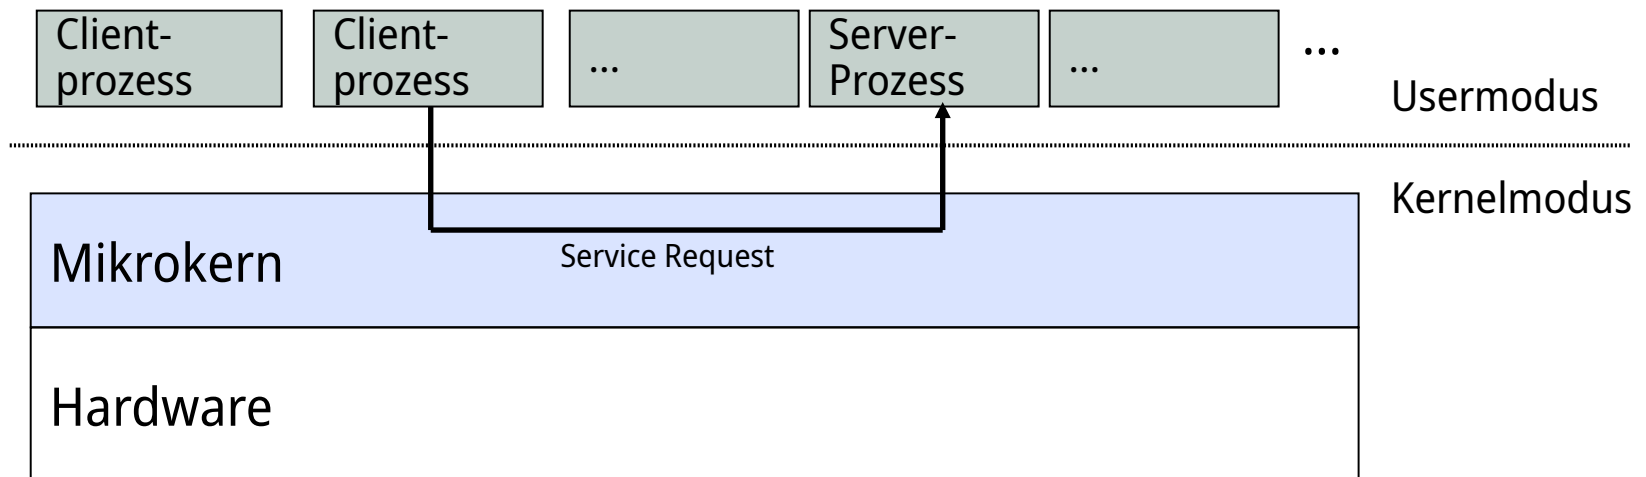 Client-
prozess
Client-
prozess
...
Server-
Prozess
...
...
Usermodus
Kernelmodus
Mikrokern
Service Request
Hardware